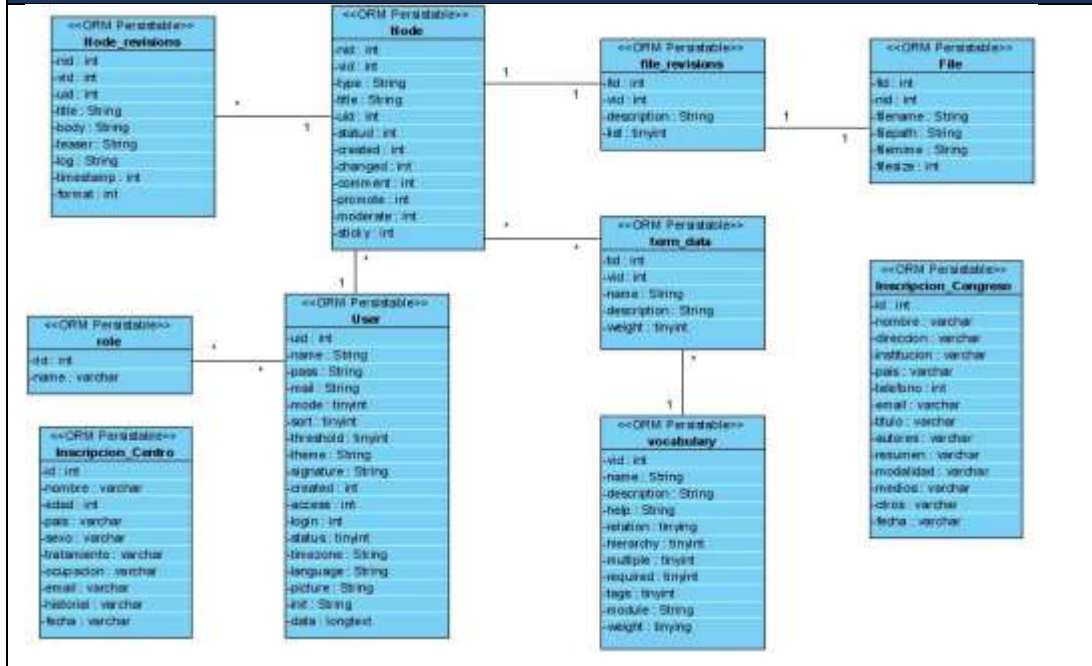 <<ORM Persistable>>
Node_revisions
-nid : int
-vid : int
-uid : int
-title : String
-body : String
-teaser : String
-log : String
-timestamp : int
-format : int
<<ORM Persistable>>
Node
-nid : int
-vid : int
-type : String
-title : String
-uid : int
-statuid : int
-created : int
-changed : int
-comment : int
-promote : int
-moderate : int
-sticky : int
<<ORM Persistable>>
file_revisions
-fid : int
-vid : int
-description : String
-list : tinyint
<<ORM Persistable>>
File
-fid : int
-nid : int
-filename : String
-filepath : String
-filemime : String
-filesize : int
*
1
1
1
1
1
*
*
*
1
<<ORM Persistable>>
term_data
-tid : int
-vid : int
-name : String
-description : String
-weight : tinyint
<<ORM Persistable>>
Inscripcion_Congreso
-id : int
-nombre : varchar
-direccion : varchar
-institucion : varchar
-pais : varchar
-telefono : int
-email : varchar
-titulo : varchar
-autores : varchar
-resumen : varchar
-modalidad : varchar
-medios : varchar
-otros : varchar
-fecha : varchar
<<ORM Persistable>>
role
-rid : int
-name : varchar
*
*
<<ORM Persistable>>
User
-uid : int
-name : String
-pass : String
-mail : String
-mode : tinyint
-sort : tinyint
-threshold : tinyint
-theme : String
-signature : String
-created : int
-access : int
-login : int
-status : tinyint
-timezone : String
-language : String
-picture : String
-init : String
-data : longtext
*
1
<<ORM Persistable>>
Inscripcion_Centro
-id : int
-nombre : varchar
-edad : int
-pais : varchar
-sexo : varchar
-tratamiento : varchar
-ocupacion : varchar
-email : varchar
-historial : varchar
-fecha : varchar
<<ORM Persistable>>
vocabulary
-vid : int
-name : String
-description : String
-help : String
-relation : tinying
-hierarchy : tinyint
-multiple : tinyint
-required : tinyint
-tags : tinyint
-module : String
-weight : tinying